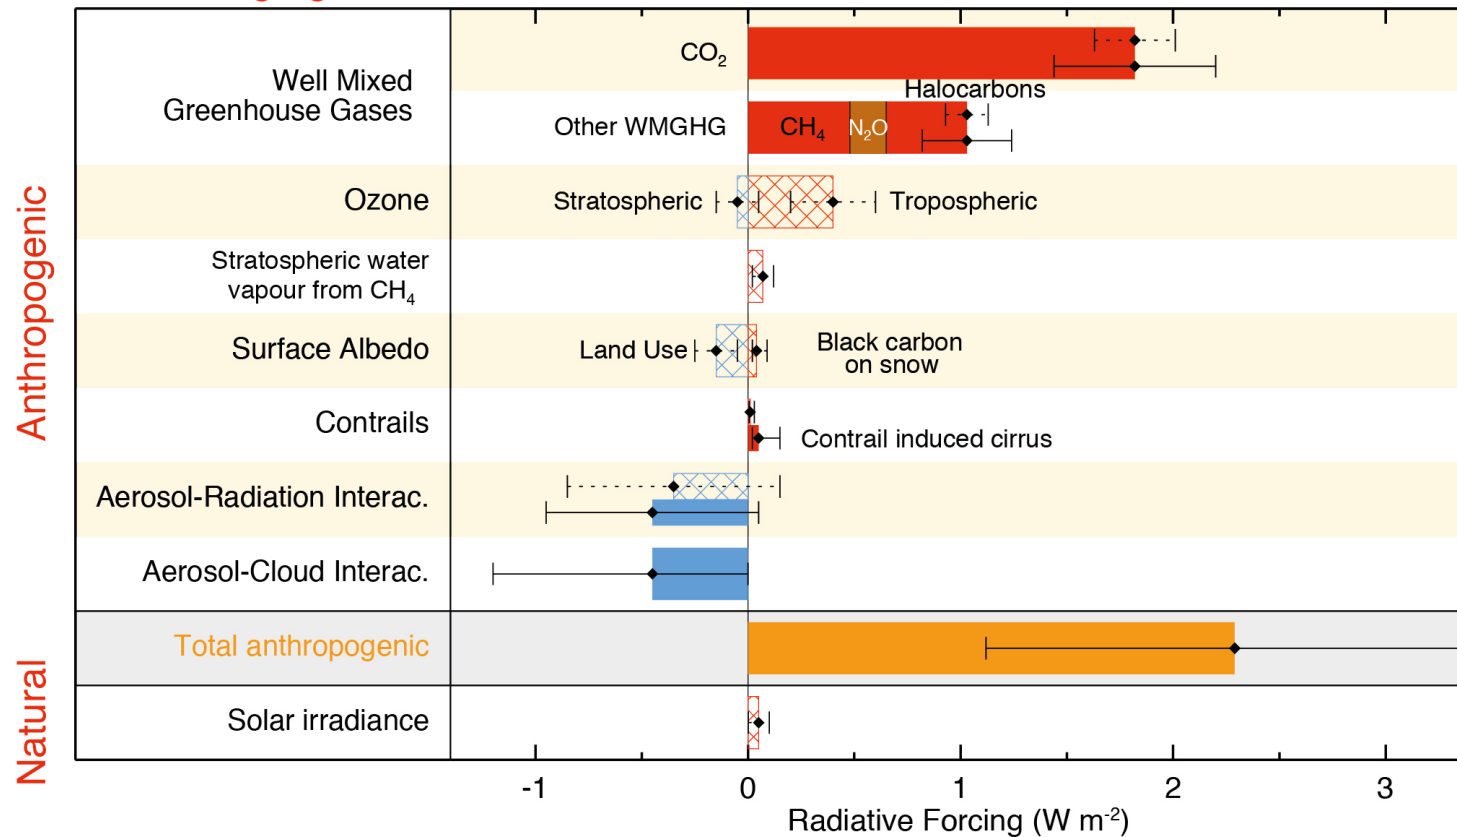 Well Mixed
Greenhouse Gases
CO2
Halocarbons
Other WMGHG
CH4
N2O
Anthropogenic
Ozone
Stratospheric
Tropospheric
Stratospheric water
vapour from CH4
Surface Albedo
Land Use
Black carbon
on snow
Contrails
Contrail induced cirrus
Aerosol-Radiation Interac.
Aerosol-Cloud Interac.
Total anthropogenic
Natural
Solar irradiance
-1 0 1 2 3
Radiative Forcing (W m-2)